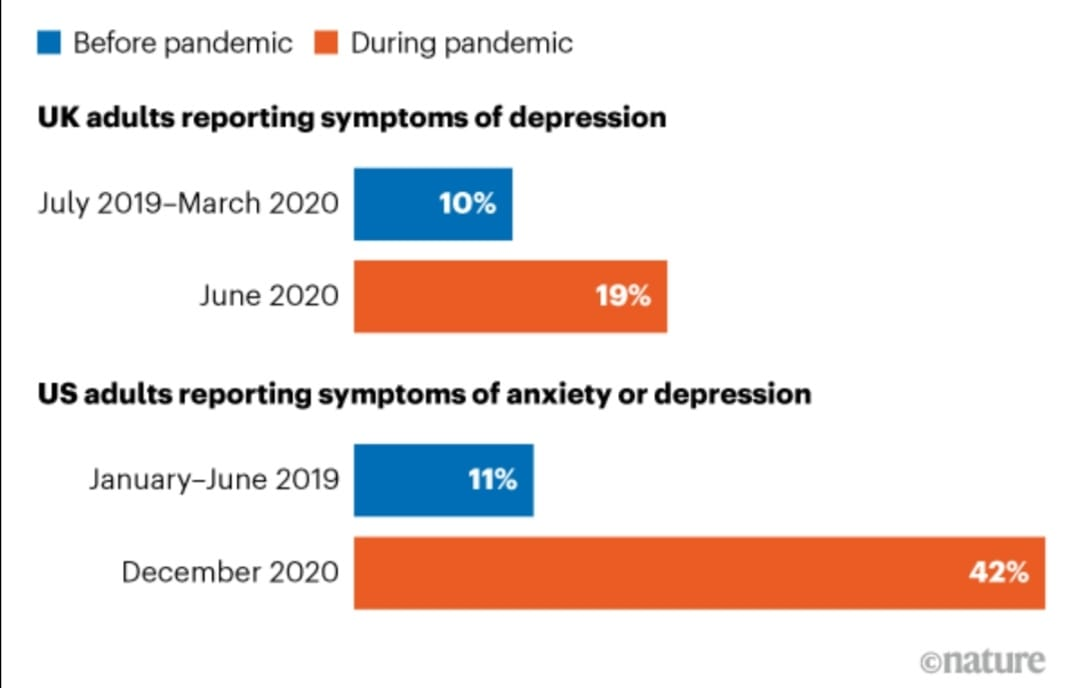 Before pandemic During pandemic
UK adults reporting symptoms of depression
July 2019–March 2020 10%
June 2020 19%
US adults reporting symptoms of anxiety or depression
January–June 2019 11%
December 2020 42%
©nature